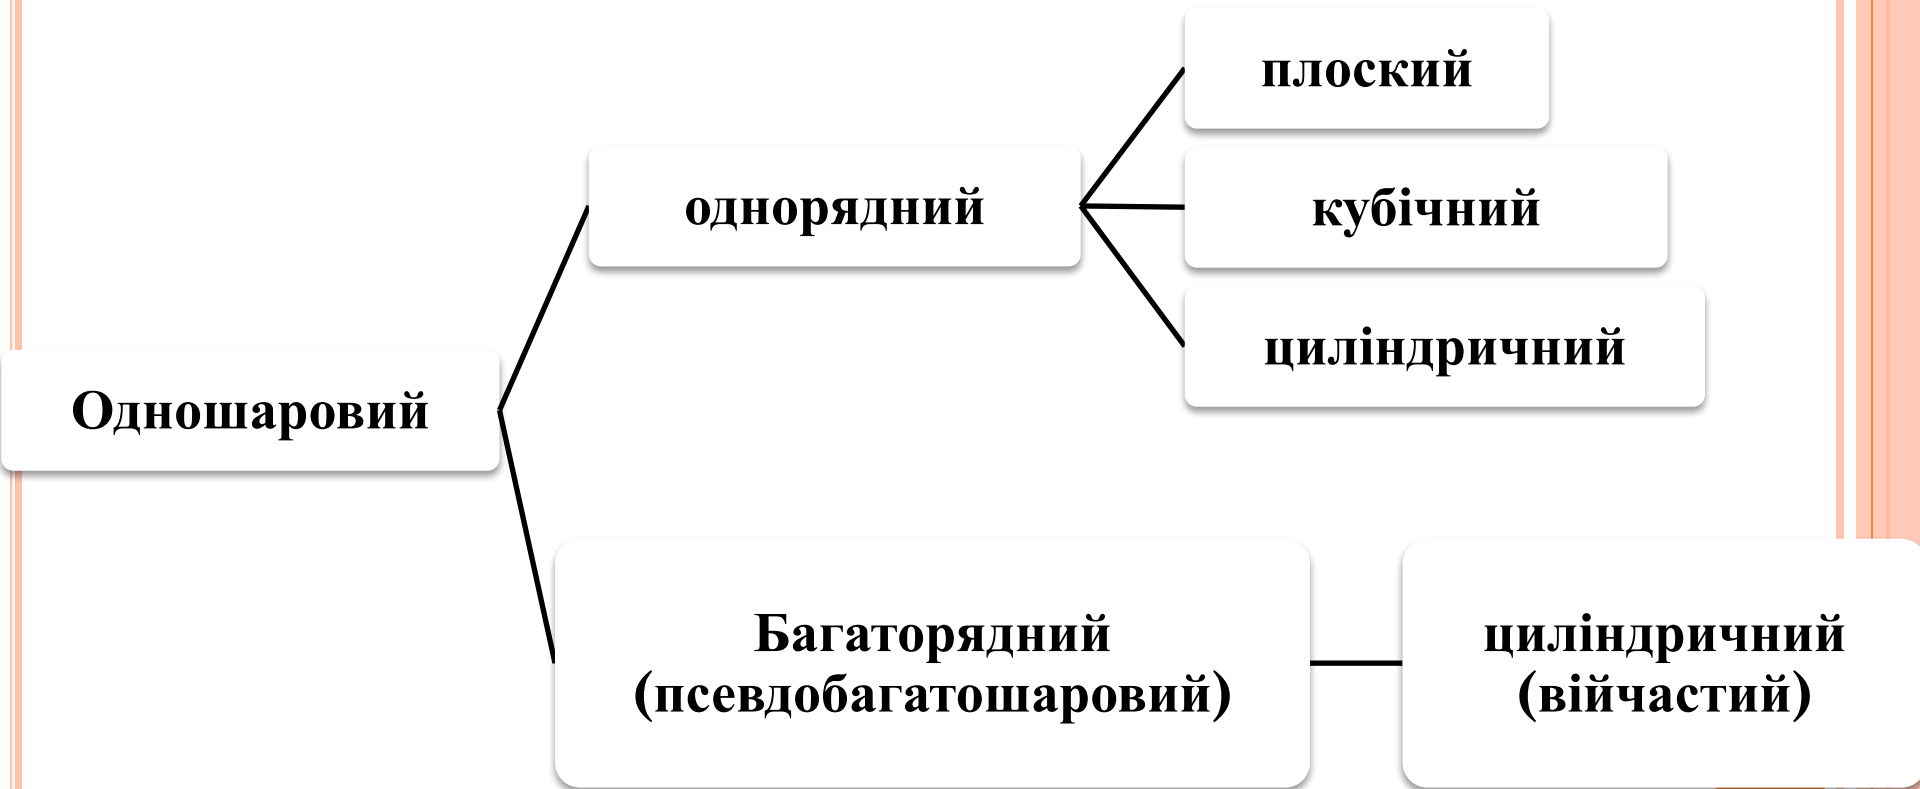 плоский
однорядний
кубічний
циліндричний
Одношаровий
Багаторядний
(псевдобагатошаровий)
циліндричний
(війчастий)